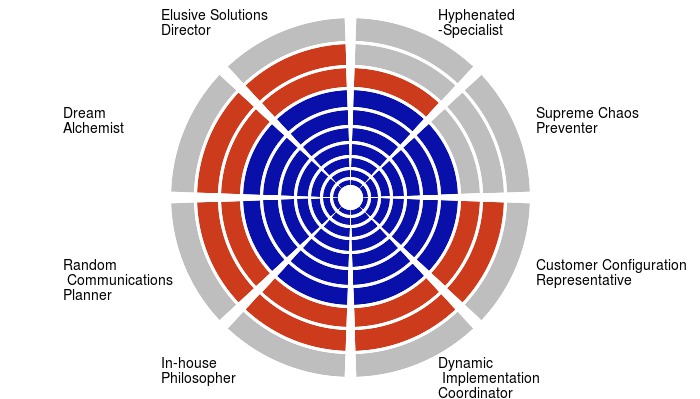 Elusive Solutions
Director
Hyphenated
-Specialist
Dream
Alchemist
Supreme Chaos
Preventer
Random
Communications
Planner
Customer Configuration
Representative
In-house
Philosopher
Dynamic
Implementation
Coordinator